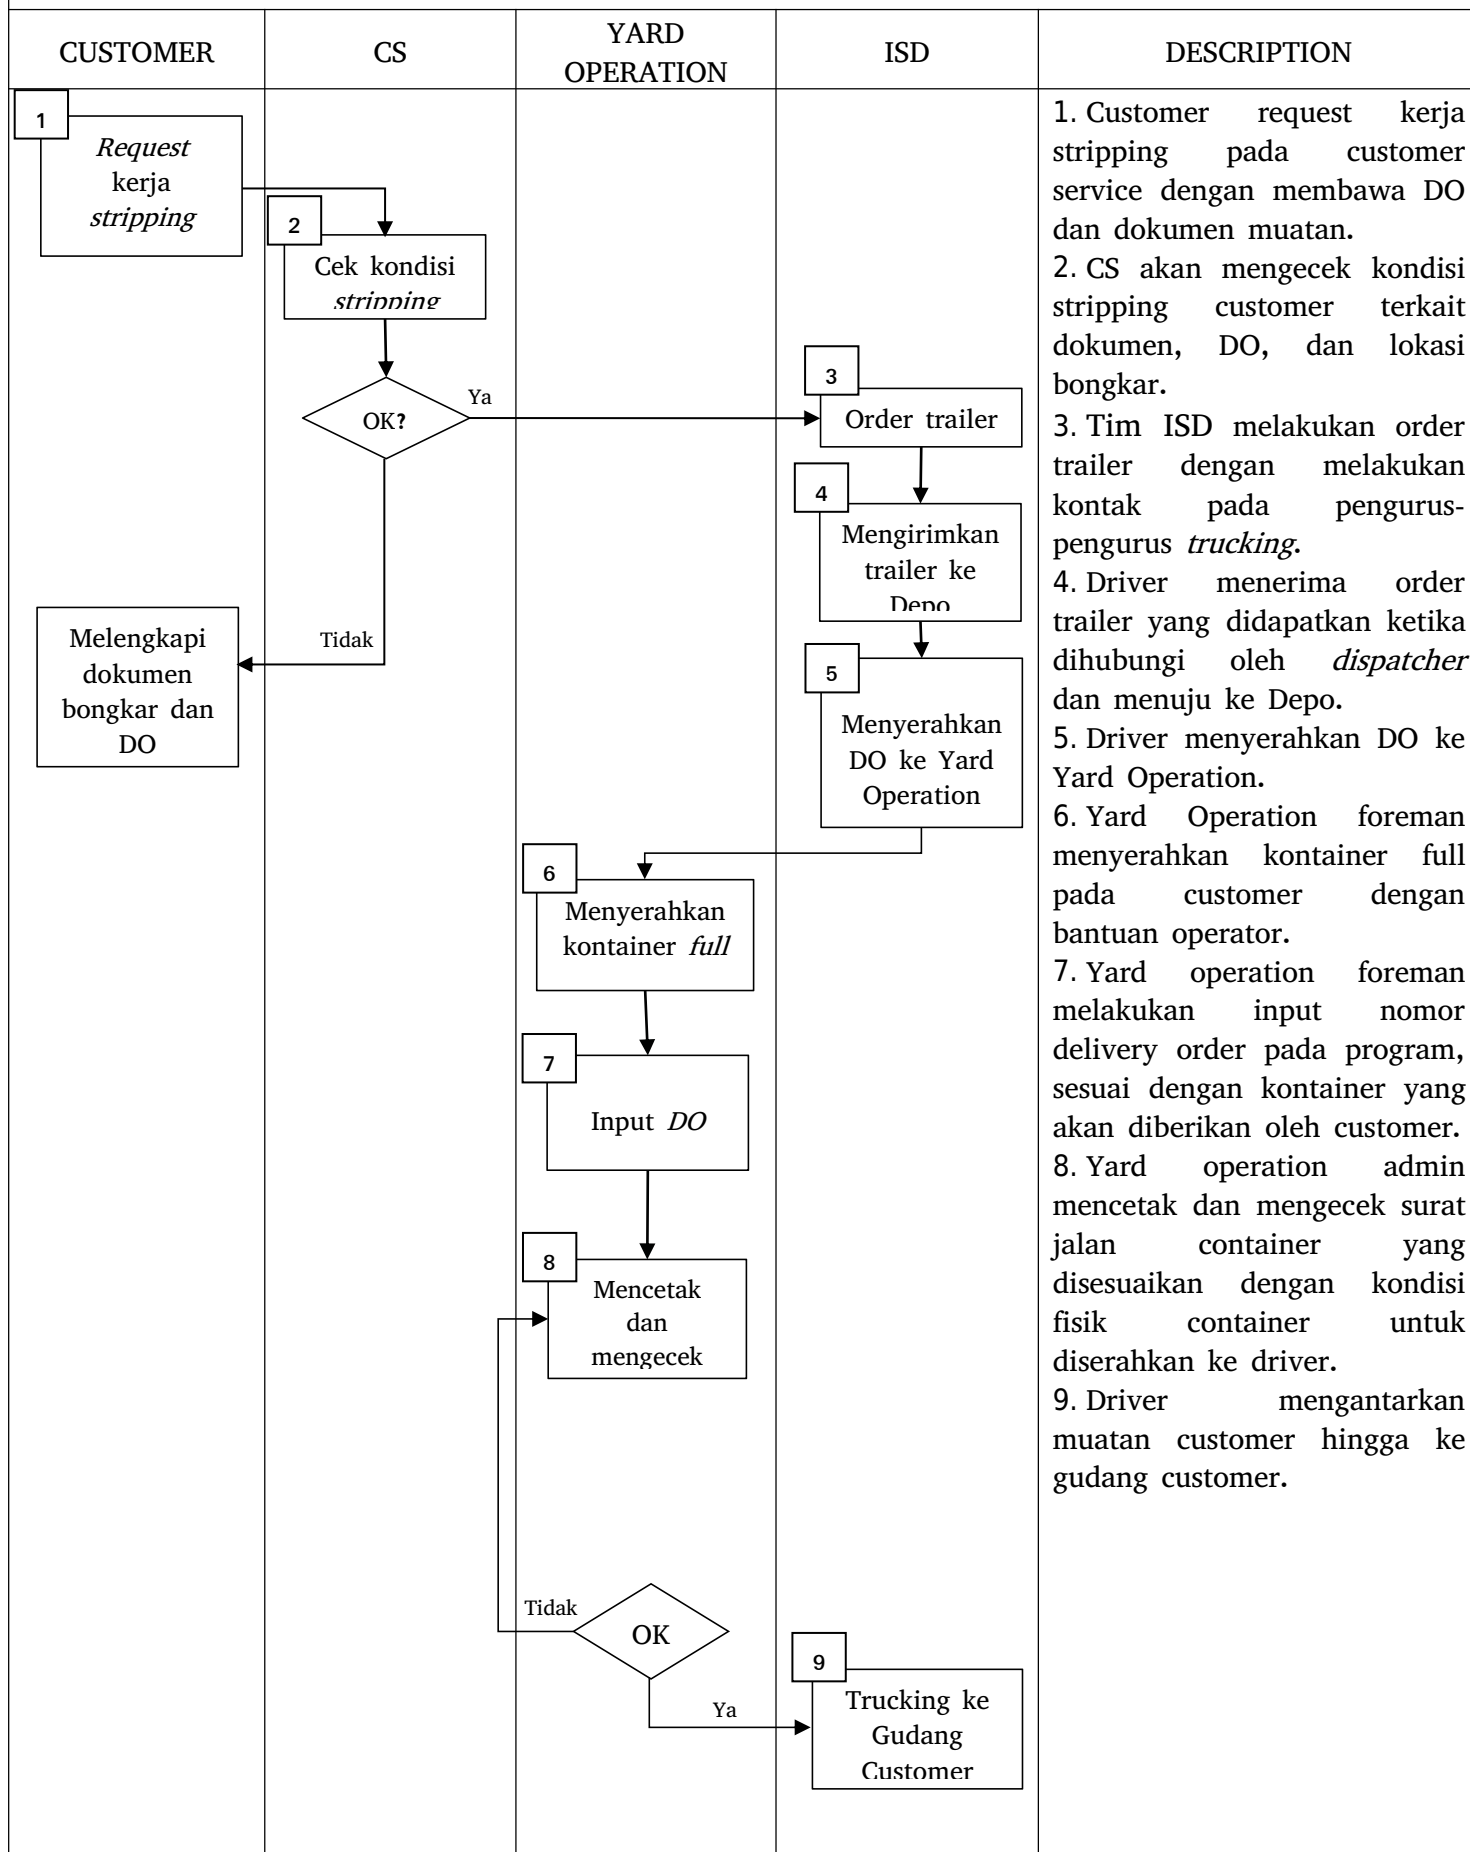 CUSTOMER
CS
YARD
OPERATION
ISD
DESCRIPTION
1
Request
kerja
stripping
2
Cek kondisi
stripping
OK?
Ya
Tidak
Melengkapi
dokumen
bongkar dan
DO
3
Order trailer
4
Mengirimkan
trailer ke
Depo
5
Menyerahkan
DO ke Yard
Operation
6
Menyerahkan
kontainer full
7
Input DO
8
Mencetak
dan
mengecek
Tidak
OK
Ya
9
Trucking ke
Gudang
Customer
1. Customer request kerja
stripping pada customer
service dengan membawa DO
dan dokumen muatan.
2. CS akan mengecek kondisi
stripping customer terkait
dokumen, DO, dan lokasi
bongkar.
3. Tim ISD melakukan order
trailer dengan melakukan
kontak pada pengurus-
pengurus trucking.
4. Driver menerima order
trailer yang didapatkan ketika
dihubungi oleh dispatcher
dan menuju ke Depo.
5. Driver menyerahkan DO ke
Yard Operation.
6. Yard Operation foreman
menyerahkan kontainer full
pada customer dengan
bantuan operator.
7. Yard operation foreman
melakukan input nomor
delivery order pada program,
sesuai dengan kontainer yang
akan diberikan oleh customer.
8. Yard operation admin
mencetak dan mengecek surat
jalan container yang
disesuaikan dengan kondisi
fisik container untuk
diserahkan ke driver.
9. Driver mengantarkan
muatan customer hingga ke
gudang customer.